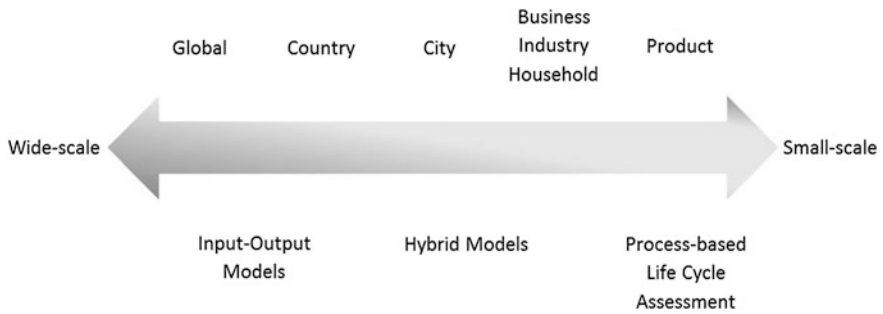 Global
Country
City
Business
Industry
Household
Product
Wide-scale
Small-scale
Input-Output
Models
Hybrid Models
Process-based
Life Cycle
Assessment